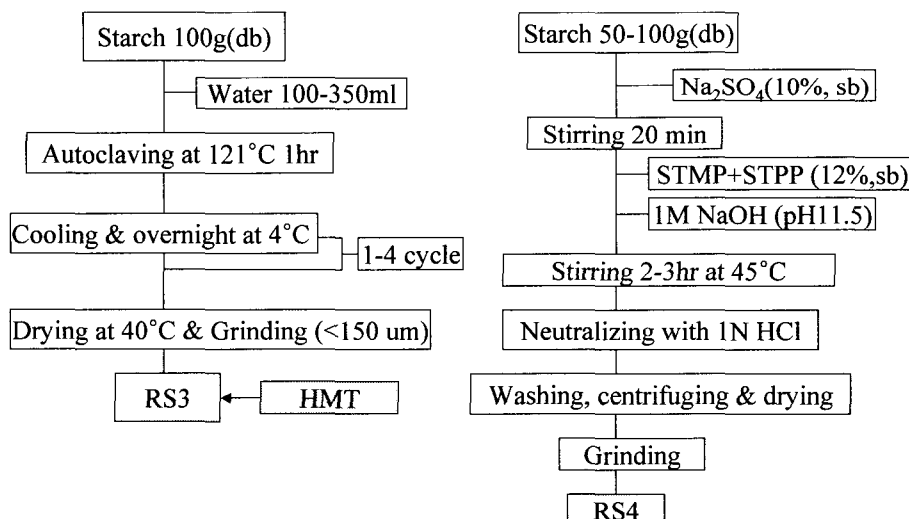 Starch 100g(db)
Water 100-350ml
Autoclaving at 121°C 1hr
Cooling & overnight at 4°C
1-4 cycle
Drying at 40°C & Grinding (<150 um)
RS3
HMT
Starch 50-100g(db)
Na₂SO₄(10%, sb)
Stirring 20 min
STMP+STPP (12%,sb)
1M NaOH (pH11.5)
Stirring 2-3hr at 45°C
Neutralizing with 1N HCl
Washing, centrifuging & drying
Grinding
RS4